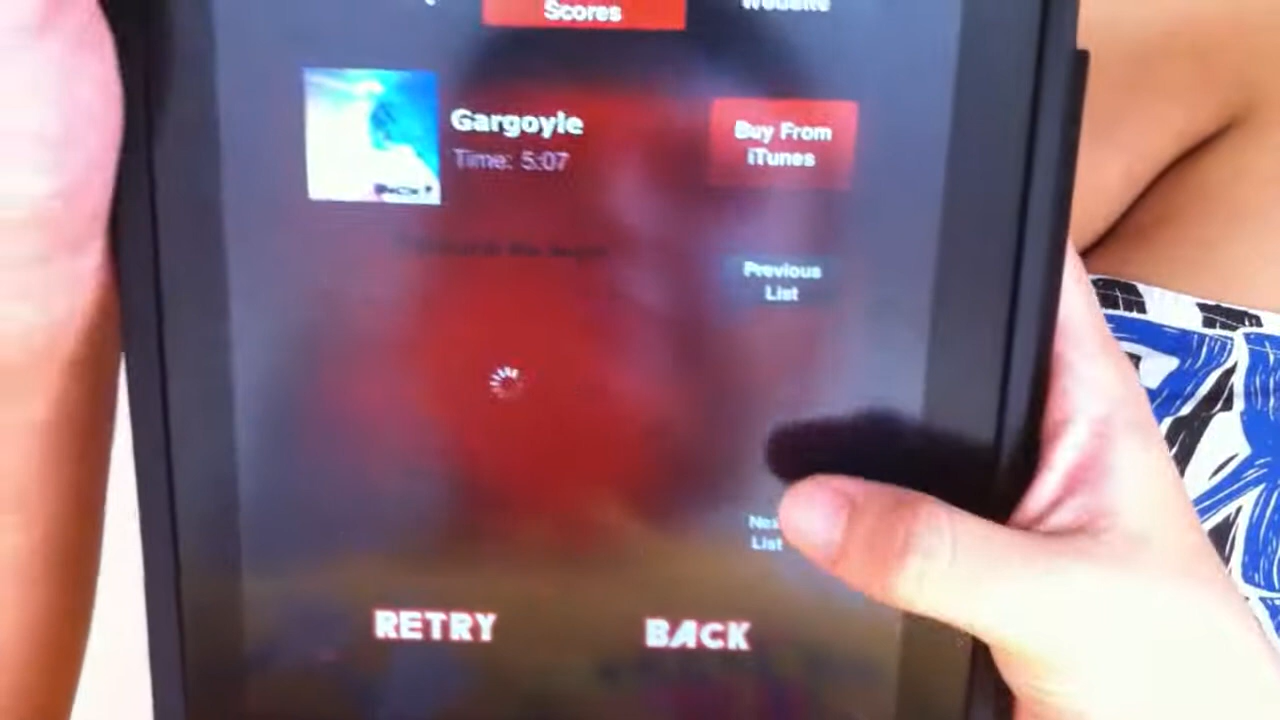 Scores
Website
Gargoyle
Time: 5:07
Buy From
iTunes
Previous
List
List
RETRY
BACK